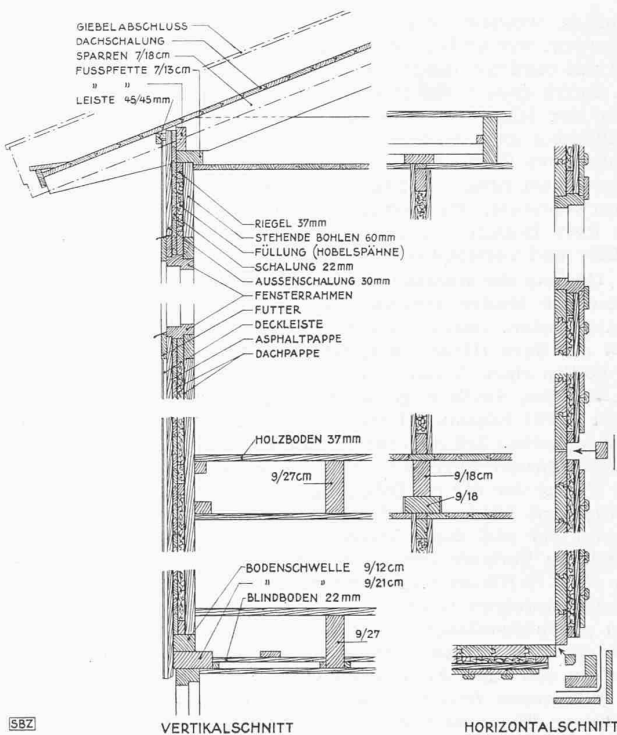 GIEBELABSCHLUSS
DACHSCHALUNG
SPARREN 7/18cm
FUSSPFETTE 7/13cm
" "
LEISTE 45/45mm
RIEGEL 37mm
STEHENDE BOHLEN 60mm
FÜLLUNG (HOBELSPÄHNE)
SCHALUNG 22mm
AUSSENSCHALUNG 30mm
FENSTERRAHMEN
FUTTER
DECKLEISTE
ASPHALTPAPPE
DACHPAPPE
HOLZBODEN 37mm
9/27cm
9/18cm
9/18
BODENSCHWELLE 9/12cm
" " 9/21cm
BLINDBODEN 22mm
9/27
SBZ
VERTIKALSCHNITT
HORIZONTALSCHNITT